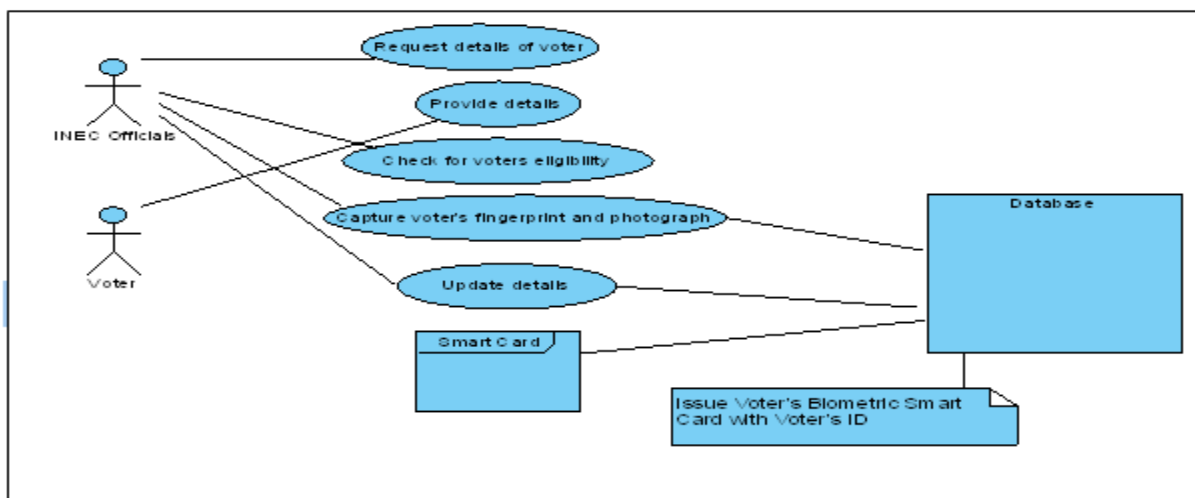 Request details of voter
Provide details
INEC Officials
Check for voters eligibility
Capture voter's fingerprint and photograph
Database
Voter
Update details
Smart Card
Issue Voter's Biometric Smart
Card with Voter's ID